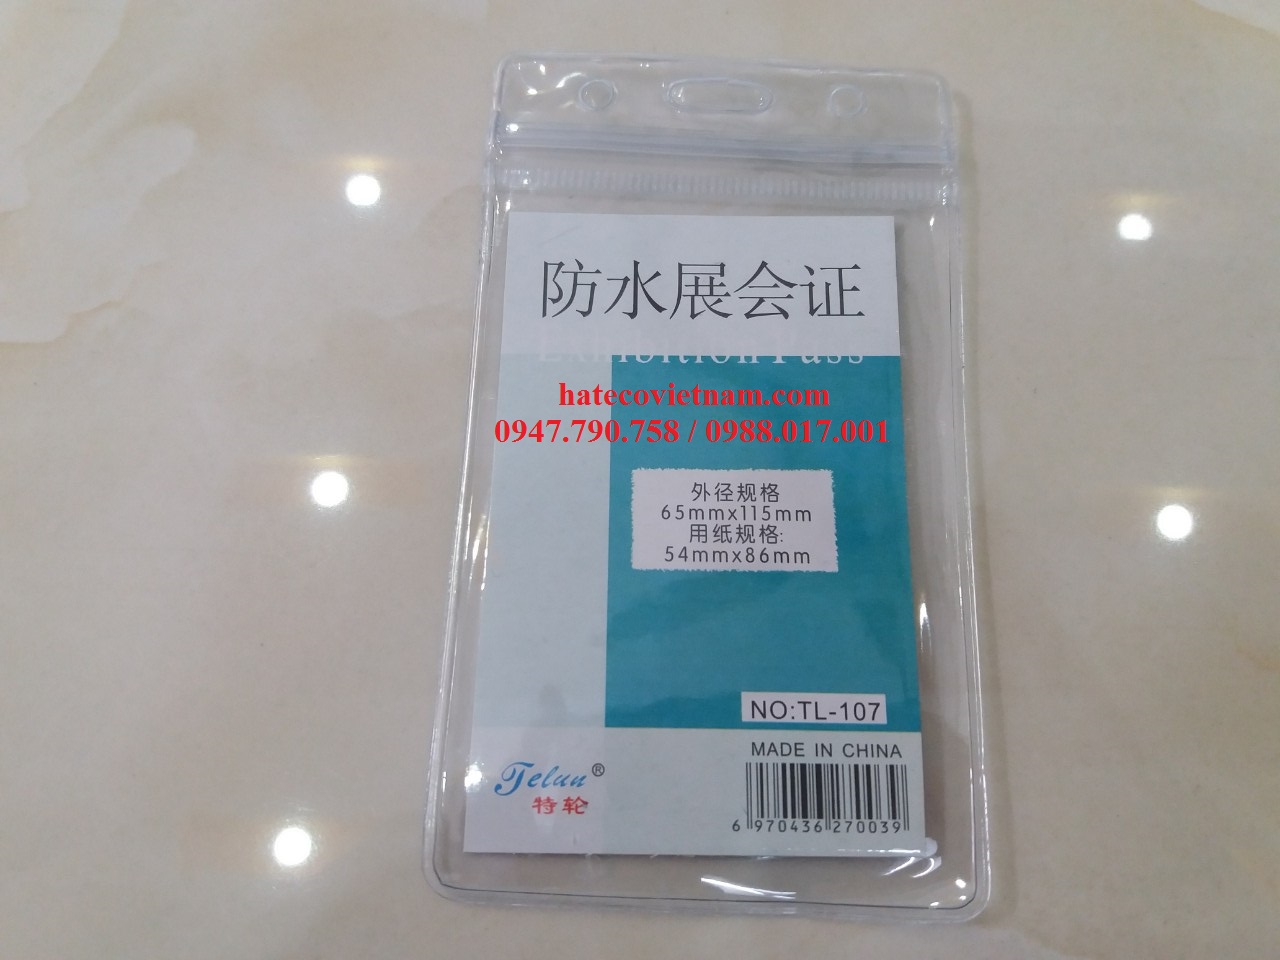 防水展会证
Exhibition Pass
hatecovietnam.com
0947.790.758 / 0988.017.001
外径规格
65mmx115mm
用纸规格:
54mmx86mm
NO:TL-107
MADE IN CHINA
Telun®
特轮
6 970436 270039